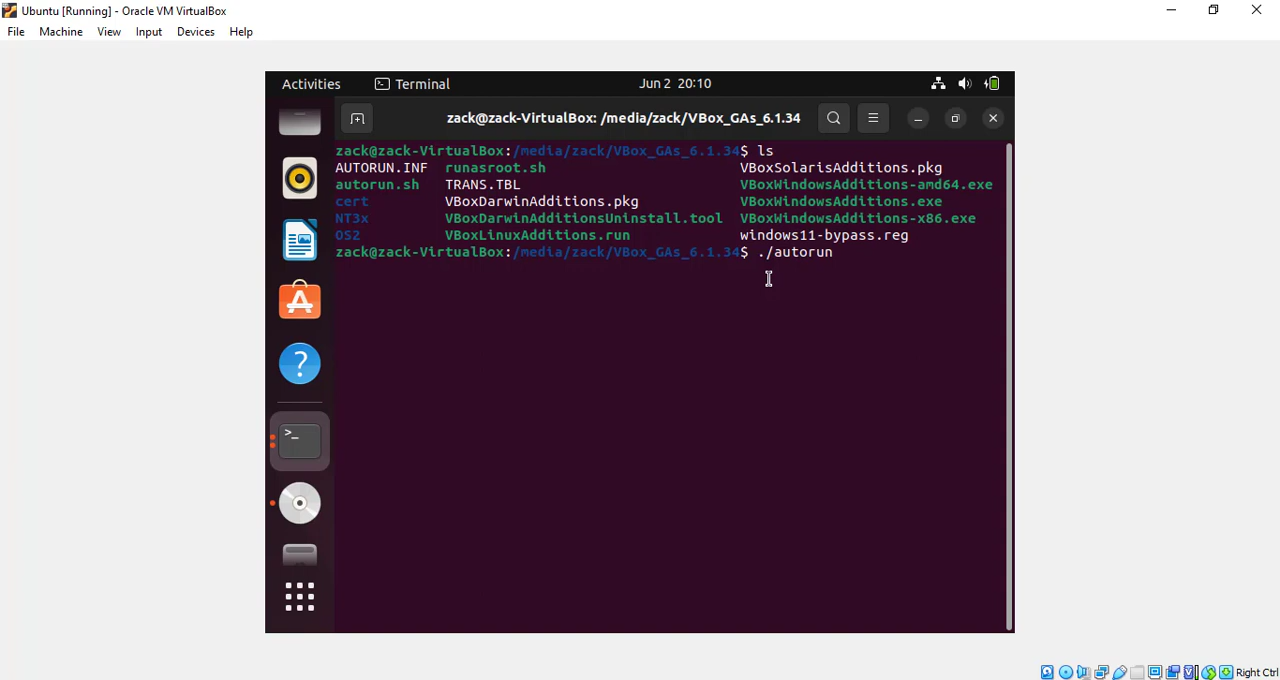 Ubuntu [Running] - Oracle VM VirtualBox
File Machine View Input Devices Help
Activities Terminal Jun 2 20:10
zack@zack-VirtualBox: /media/zack/VBox_GAs_6.1.34
zack@zack-VirtualBox:/media/zack/VBox_GAs_6.1.34$ ls
AUTORUN.INF runasroot.sh VBoxSolarisAdditions.pkg
autorun.sh TRANS.TBL VBoxWindowsAdditions-amd64.exe
cert VBoxDarwinAdditions.pkg VBoxWindowsAdditions.exe
NT3x VBoxDarwinAdditionsUninstall.tool VBoxWindowsAdditions-x86.exe
OS2 VBoxLinuxAdditions.run windows11-bypass.reg
zack@zack-VirtualBox:/media/zack/VBox_GAs_6.1.34$ ./autorun
Right Ctrl